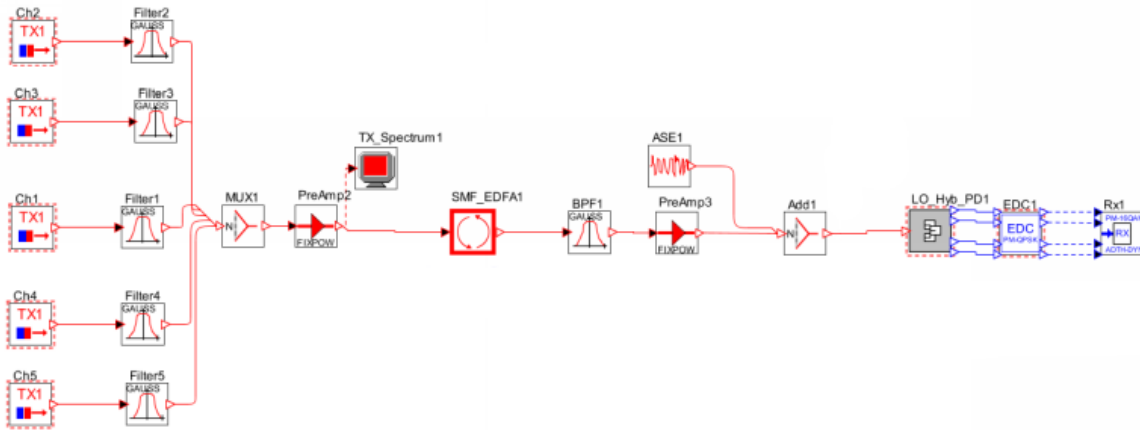 Ch2
TX1
Filter2
GAUSS
Ch3
TX1
Filter3
GAUSS
TX_Spectrum1
ASE1
Ch1
TX1
Filter1
GAUSS
MUX1
N
PreAmp2
FIXPOW
SMF_EDFA1
BPF1
GAUSS
PreAmp3
FIXPOW
Add1
N
LO_Hyb_PD1
EDC1
EDC
PM-QPSK
Rx1
RX
Ch4
TX1
Filter4
GAUSS
Ch5
TX1
Filter5
GAUSS